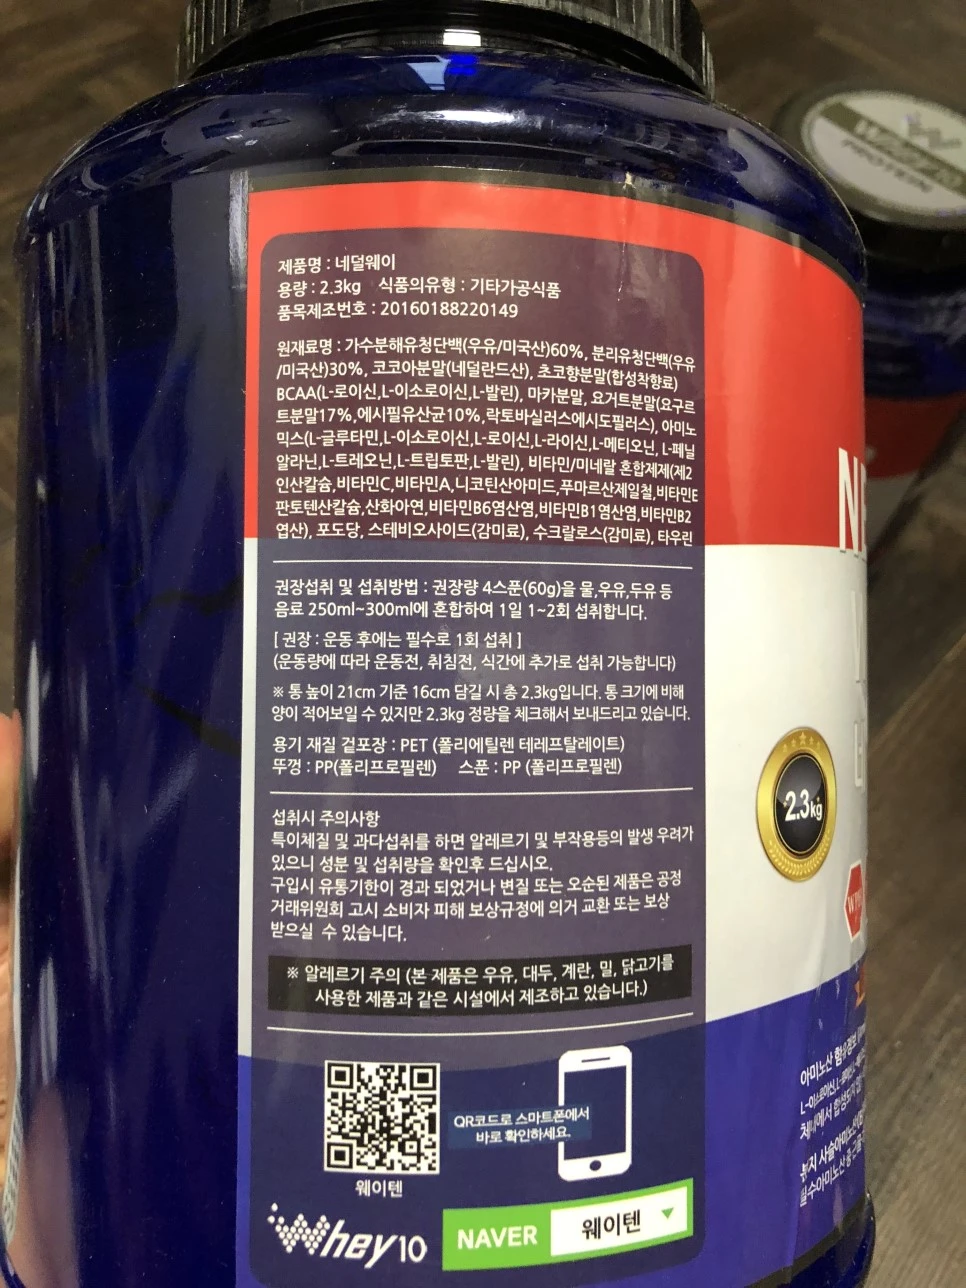 제품명 : 네덜웨이
용량 : 2.3kg 식품의유형 : 기타가공식품
품목제조번호 : 20160188220149
원재료명 : 가수분해유청단백(우유/미국산)60%, 분리유청단백(우유
/미국산)30%, 코코아분말(네덜란드산), 초코향분말(합성착향료)
BCAA(L-로이신,L-이소로이신,L-발린), 마카분말, 요거트분말(요구르
트분말17%,에시필유산균10%,락토바실러스에시도필러스), 아미노
믹스(L-글루타민,L-이소로이신,L-로이신,L-라이신,L-메티오닌, L-페닐
알라닌,L-트레오닌,L-트립토판,L-발린), 비타민/미네랄 혼합제제(제2
인산칼슘,비타민C,비타민A,니코틴산아미드,푸마르산제일철,비타민E
판토텐산칼슘,산화아연,비타민B6염산염,비타민B1염산염,비타민B2
염산), 포도당, 스테비오사이드(감미료), 수크랄로스(감미료), 타우린
권장섭취 및 섭취방법 : 권장량 4스푼(60g)을 물,우유,두유 등
음료 250ml~300ml에 혼합하여 1일 1~2회 섭취합니다.
[ 권장 : 운동 후에는 필수로 1회 섭취 ]
(운동량에 따라 운동전, 취침전, 식간에 추가로 섭취 가능합니다)
※ 통 높이 21cm 기준 16cm 담길 시 총 2.3kg입니다. 통 크기에 비해
양이 적어보일 수 있지만 2.3kg 정량을 체크해서 보내드리고 있습니다.
용기 재질 겉포장 : PET (폴리에틸렌 테레프탈레이트)
뚜껑 : PP(폴리프로필렌) 스푼 : PP (폴리프로필렌)
섭취시 주의사항
특이체질 및 과다섭취를 하면 알레르기 및 부작용등의 발생 우려가
있으니 성분 및 섭취량을 확인후 드십시오.
구입시 유통기한이 경과 되었거나 변질 또는 오손된 제품은 공정
거래위원회 고시 소비자 피해 보상규정에 의거 교환 또는 보상
받으실 수 있습니다.
※ 알레르기 주의 (본 제품은 우유, 대두, 계란, 밀, 닭고기를
사용한 제품과 같은 시설에서 제조하고 있습니다.)
QR코드로 스마트폰에서
바로 확인하세요.
웨이텐
Whey10
NAVER 웨이텐
2.3kg
아미노산 함유정보
PROTEIN